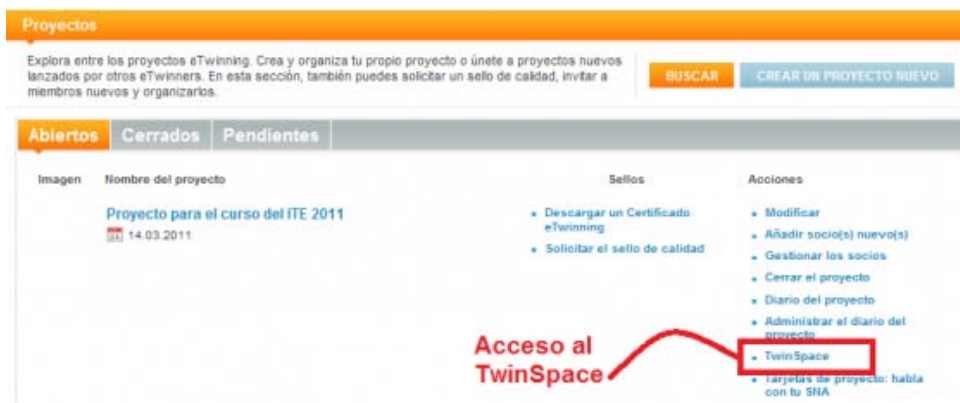 Proyectos
Explora entre los proyectos eTwinning. Crea y organiza tu propio proyecto o únete a proyectos nuevos
lanzados por otros eTwinners. En esta sección, también puedes solicitar un sello de calidad, invitar a
miembros nuevos y organizarlos.
BUSCAR
CREAR UN PROYECTO NUEVO
Abiertos Cerrados Pendientes
Imagen Nombre del proyecto Sellos Acciones
Proyecto para el curso del ITE 2011
14.03.2011
Descargar un Certificado
eTwinning
Solicitar el sello de calidad
Modificar
Añadir socio(s) nuevo(s)
Gestionar los socios
Cerrar el proyecto
Diario del proyecto
Administrar el diario del
proyecto
TwinSpace
Tarjetas de proyecto: habla
con tu SNA
Acceso al
TwinSpace